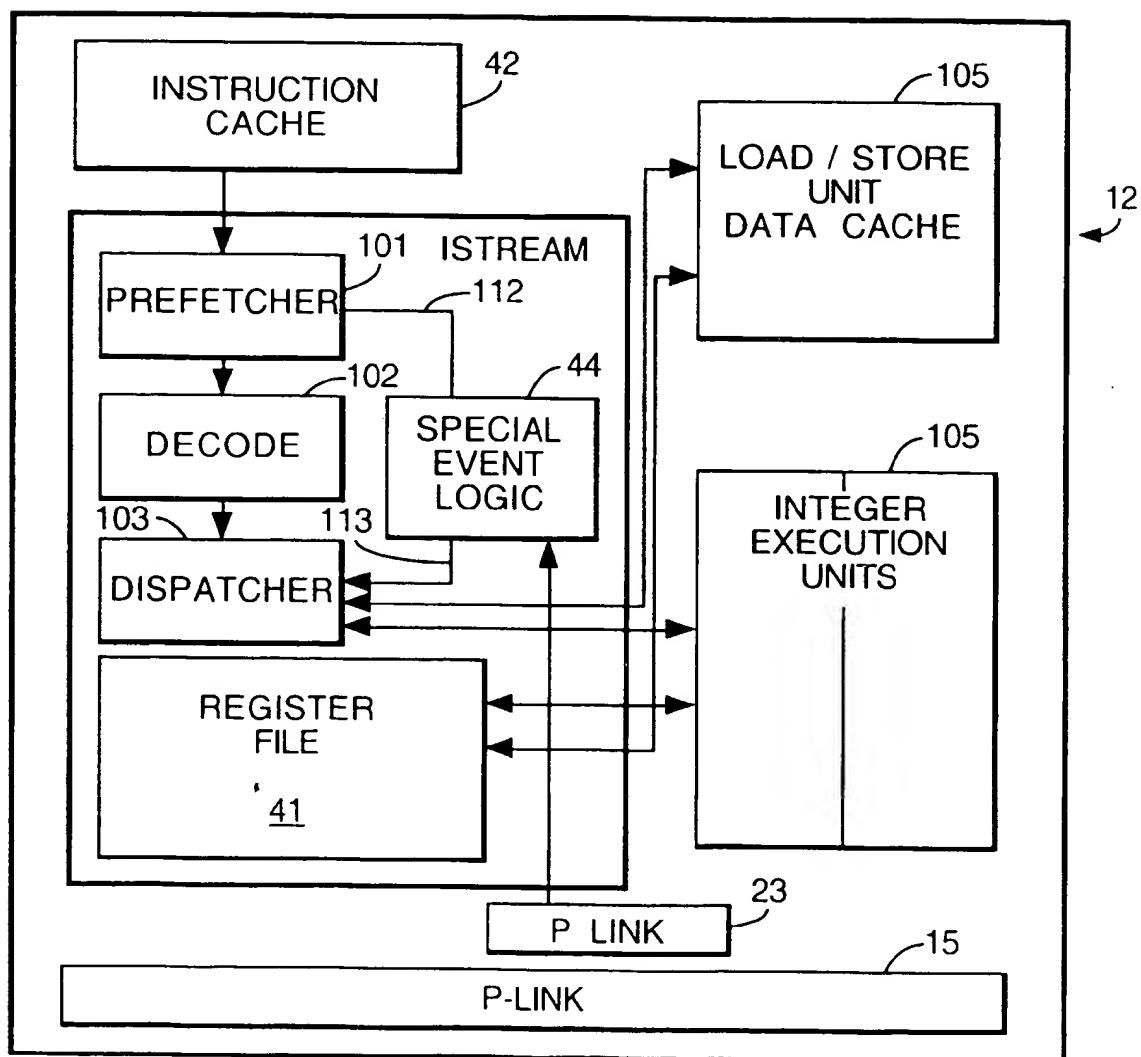 INSTRUCTION
CACHE
42
105
LOAD / STORE
UNIT
DATA CACHE
12
ISTREAM
101
PREFETCHER
112
102
DECODE
44
SPECIAL
EVENT
LOGIC
103
DISPATCHER
113
105
INTEGER
EXECUTION
UNITS
REGISTER
FILE
41
23
P LINK
15
P-LINK